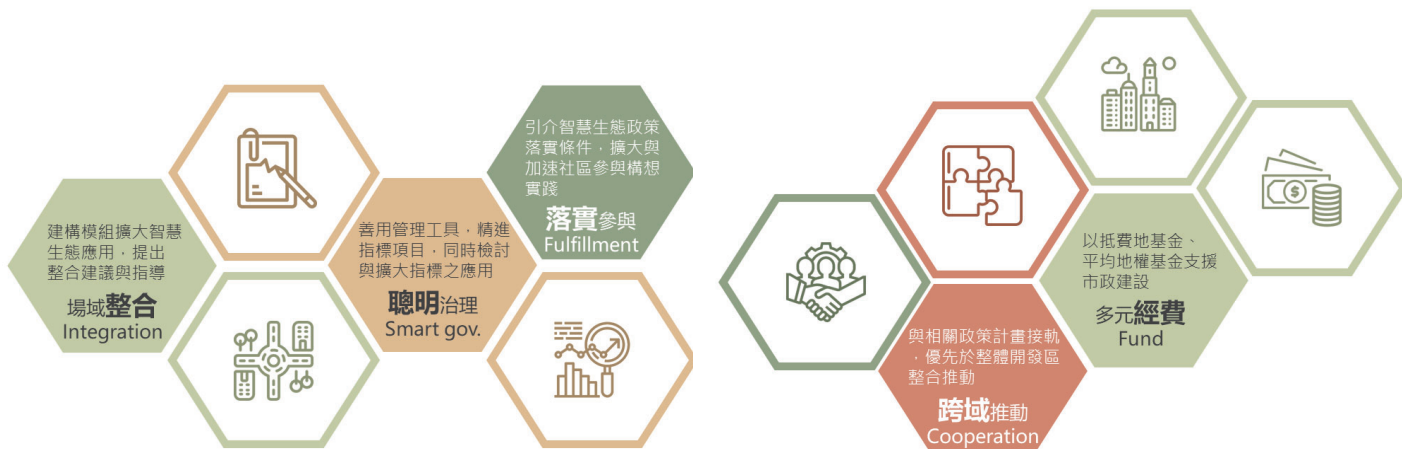 建構模組擴大智慧
生態應用，提出
整合建議與指導
場域整合
Integration
善用管理工具，精進
指標項目，同時檢討
與擴大指標之應用
聰明治理
Smart gov.
引介智慧生態政策
落實條件，擴大與
加速社區參與構想
實踐
落實參與
Fulfillment
與相關政策計畫接軌
，優先於整體開發區
整合推動
跨域推動
Cooperation
以抵費地基金、
平均地權基金支援
市政建設
多元經費
Fund
$